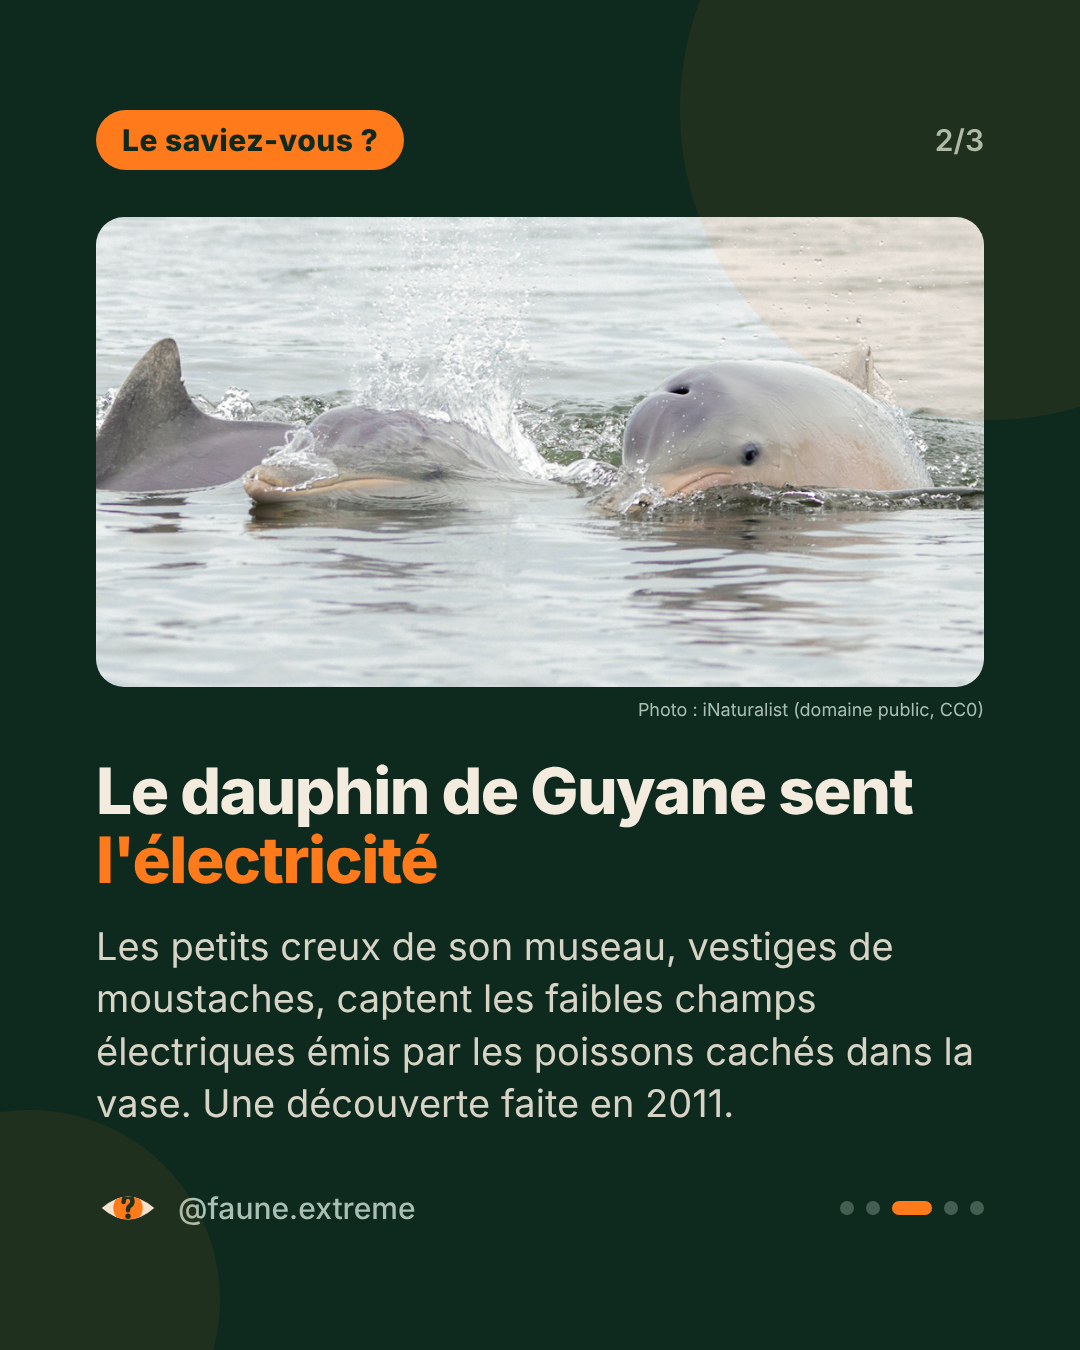 Le saviez-vous ?
2/3
Photo : iNaturalist (domaine public, CC0)
Le dauphin de Guyane sent
l'électricité
Les petits creux de son museau, vestiges de
moustaches, captent les faibles champs
électriques émis par les poissons cachés dans la
vase. Une découverte faite en 2011.
?
@faune.extreme